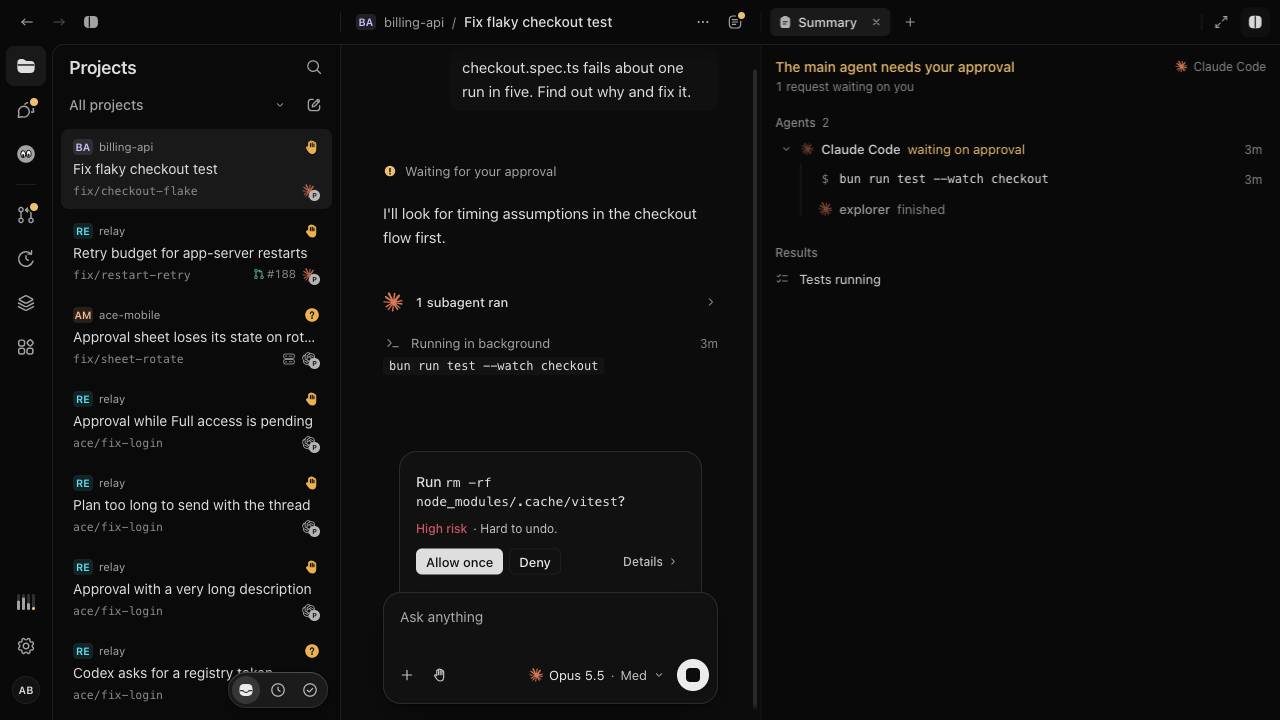 BA billing-api / Fix flaky checkout test
Summary
Projects
All projects
BA billing-api
Fix flaky checkout test
fix/checkout-flake
P
RE relay
Retry budget for app-server restarts
fix/restart-retry #188
P
AM ace-mobile ?
Approval sheet loses its state on rot...
fix/sheet-rotate
P
RE relay
Approval while Full access is pending
ace/fix-login
P
RE relay
Plan too long to send with the thread
ace/fix-login
P
RE relay
Approval with a very long description
ace/fix-login
P
RE relay ?
Codex asks for a registry token
ace/fix-login
AB
checkout.spec.ts fails about one
run in five. Find out why and fix it.
Waiting for your approval
I'll look for timing assumptions in the checkout
flow first.
1 subagent ran
Running in background 3m
bun run test --watch checkout
Run rm -rf
node_modules/.cache/vitest?
High risk · Hard to undo.
Allow once Deny Details
Ask anything
Opus 5.5 · Med
The main agent needs your approval Claude Code
1 request waiting on you
Agents 2
Claude Code waiting on approval 3m
$ bun run test --watch checkout 3m
explorer finished
Results
Tests running